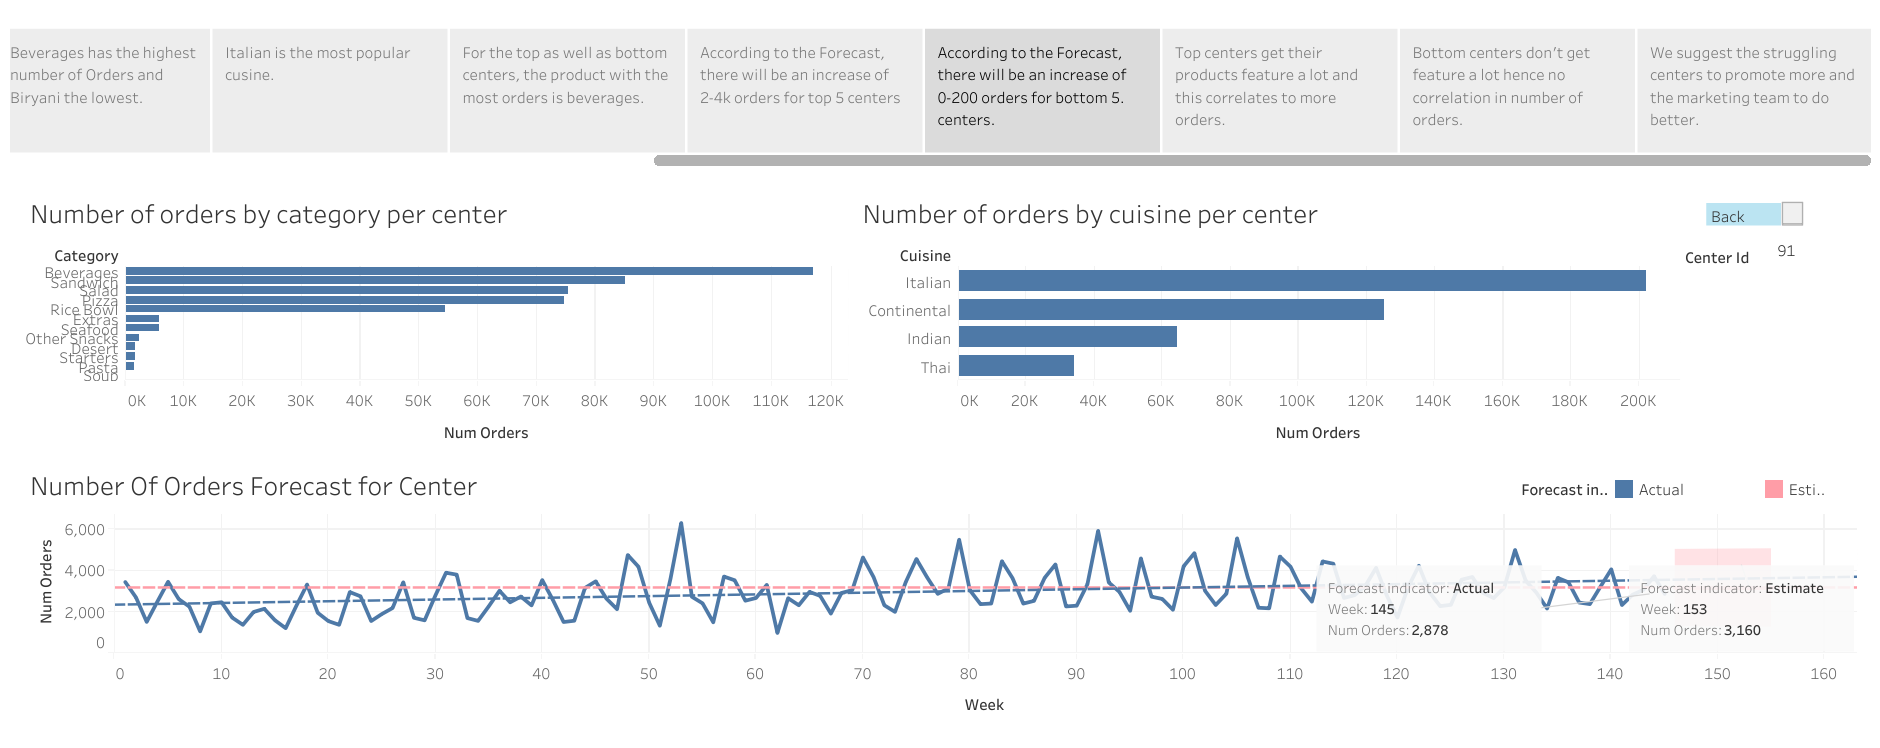 Beverages has the highest
number of Orders and
Biryani the lowest.
Italian is the most popular
cusine.
For the top as well as bottom
centers, the product with the
most orders is beverages.
According to the Forecast,
there will be an increase of
2-4k orders for top 5 centers
According to the Forecast,
there will be an increase of
0-200 orders for bottom 5.
centers.
Top centers get their
products feature a lot and
this correlates to more
orders.
Bottom centers don't get
feature a lot hence no
correlation in number of
orders.
We suggest the struggling
centers to promote more and
the marketing team to do
better.
Number of orders by category per center
Category
Beverages
Sandwich
Salad
Pizza
Rice Bowl
Extras
Seafood
Other Snacks
Desert
Starters
Pasta
Soup
0K 10K 20K 30K 40K 50K 60K 70K 80K 90K 100K 110K 120K
Num Orders
Number of orders by cuisine per center
Cuisine
Italian
Continental
Indian
Thai
0K 20K 40K 60K 80K 100K 120K 140K 160K 180K 200K
Num Orders
Back
Center Id 91
Number Of Orders Forecast for Center
Forecast in.. Actual Esti..
Num Orders
6,000
4,000
2,000
0
Forecast indicator: Actual
Week: 145
Num Orders: 2,878
Forecast indicator: Estimate
Week: 153
Num Orders: 3,160
0 10 20 30 40 50 60 70 80 90 100 110 120 130 140 150 160
Week